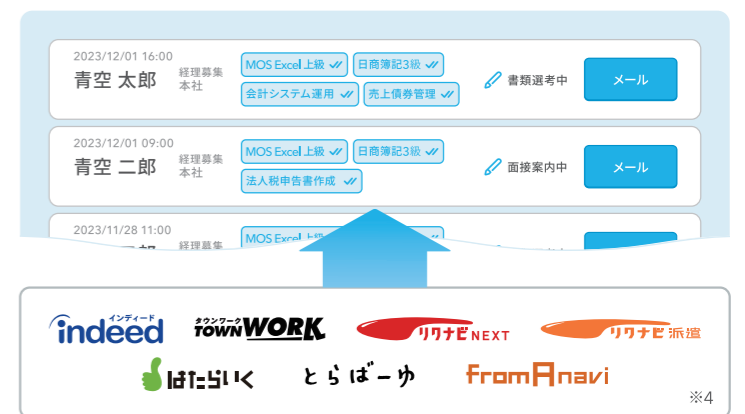 2023/12/01 16:00
青空 太郎
経理募集
本社
MOS Excel 上級
日商簿記3級
会計システム運用
売上債券管理
書類選考中
メール
2023/12/01 09:00
青空 二郎
経理募集
本社
MOS Excel 上級
日商簿記3級
法人税申告書作成
面接案内中
メール
2023/11/28 11:00
経理募集
MOS Excel
インディード
indeed
タウンワーク
TOWN WORK
リクナビNEXT
リクナビ派遣
はたらいく
とらばーゆ
fromAnavi
※4